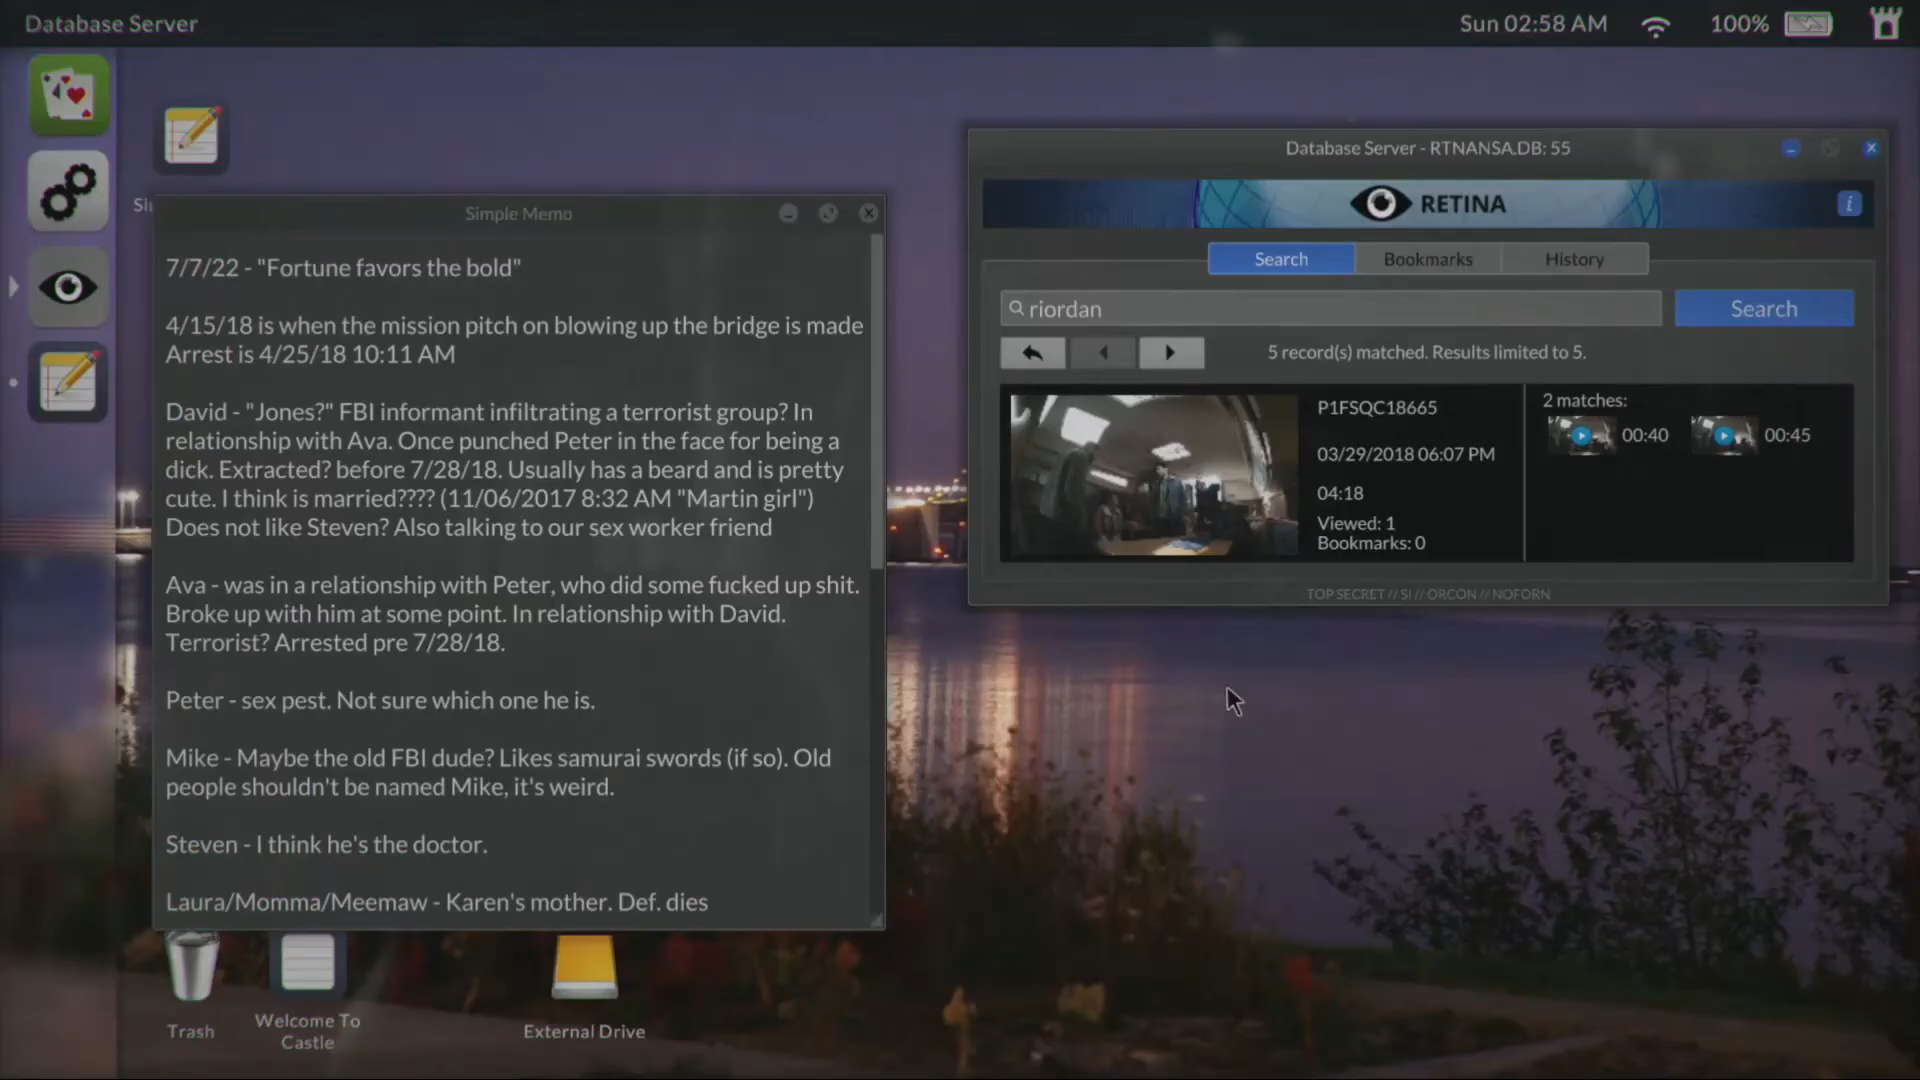 Database Server
Sun 02:58 AM
100%
Database Server - RTNANSA.DB: 55
RETINA
Search
Bookmarks
History
riordan
Search
5 record(s) matched. Results limited to 5.
P1FSQC18665
03/29/2018 06:07 PM
04:18
Viewed: 1
Bookmarks: 0
2 matches:
00:40
00:45
TOP SECRET // SI // ORCON // NOFORN
Simple Memo
7/7/22 - "Fortune favors the bold"
4/15/18 is when the mission pitch on blowing up the bridge is made
Arrest is 4/25/18 10:11 AM
David - "Jones?" FBI informant infiltrating a terrorist group? In
relationship with Ava. Once punched Peter in the face for being a
dick. Extracted? before 7/28/18. Usually has a beard and is pretty
cute. I think is married???? (11/06/2017 8:32 AM "Martin girl")
Does not like Steven? Also talking to our sex worker friend
Ava - was in a relationship with Peter, who did some fucked up shit.
Broke up with him at some point. In relationship with David.
Terrorist? Arrested pre 7/28/18.
Peter - sex pest. Not sure which one he is.
Mike - Maybe the old FBI dude? Likes samurai swords (if so). Old
people shouldn't be named Mike, it's weird.
Steven - I think he's the doctor.
Laura/Momma/Meemaw - Karen's mother. Def. dies
Trash
Welcome To
Castle
External Drive